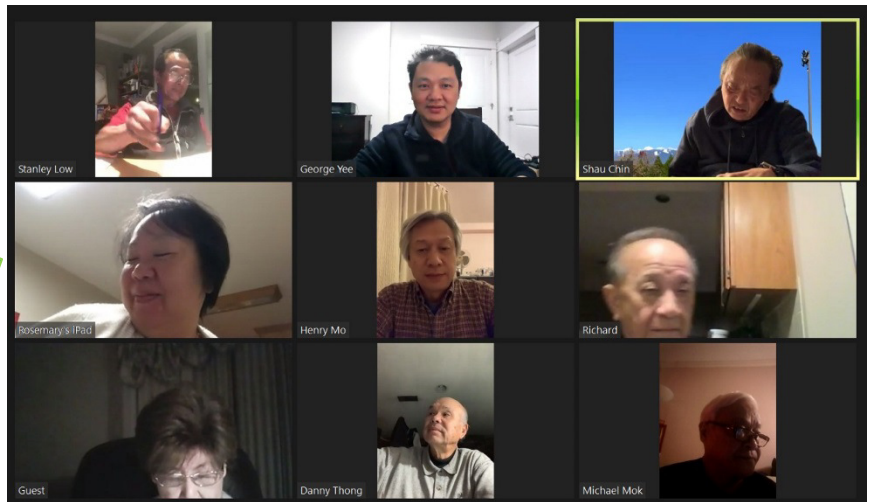 Stanley Low
George Yee
Shau Chin
Rosemary's iPad
Henry Mo
Richard
Guest
Danny Thong
Michael Mok